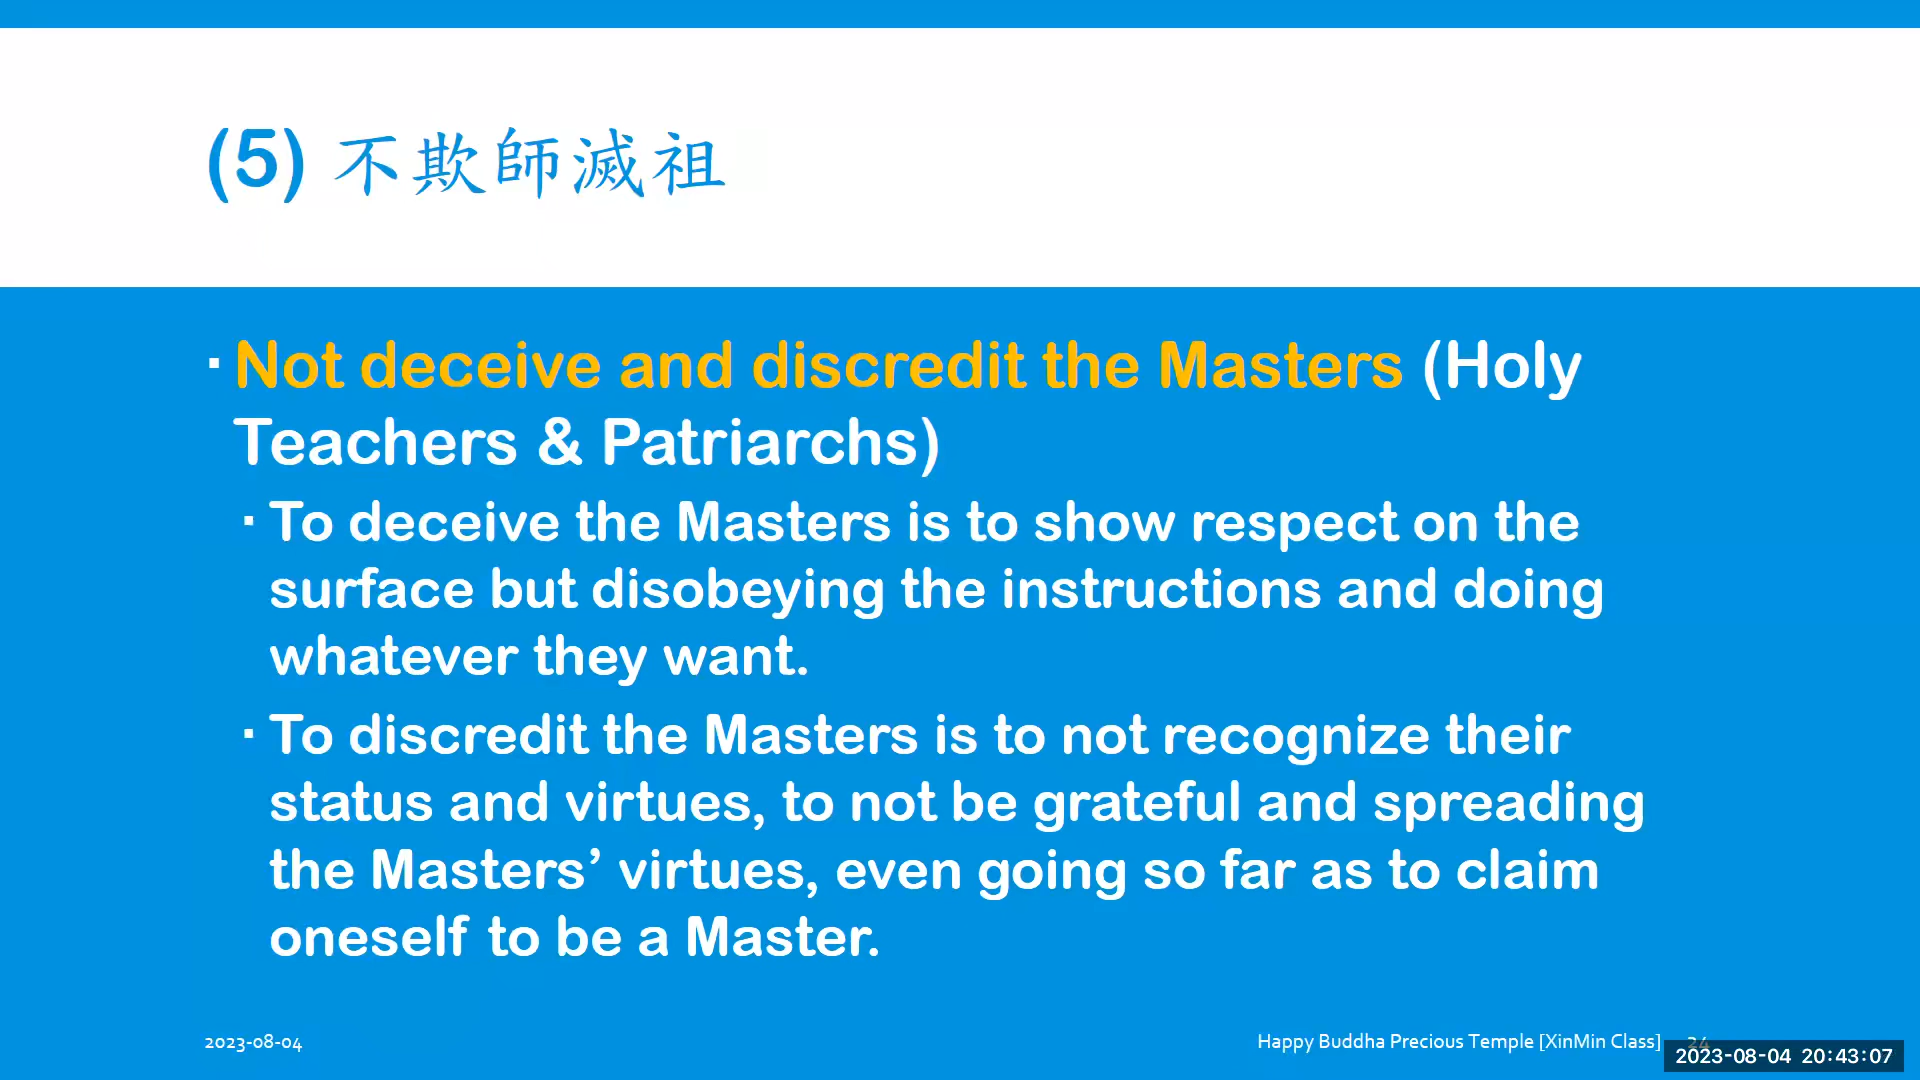 (5) 不欺師滅祖
▪ Not deceive and discredit the Masters (Holy
Teachers & Patriarchs)
▪ To deceive the Masters is to show respect on the
surface but disobeying the instructions and doing
whatever they want.
▪ To discredit the Masters is to not recognize their
status and virtues, to not be grateful and spreading
the Masters’ virtues, even going so far as to claim
oneself to be a Master.
2023-08-04
Happy Buddha Precious Temple [XinMin Class]
24
2023-08-04 20:43:07